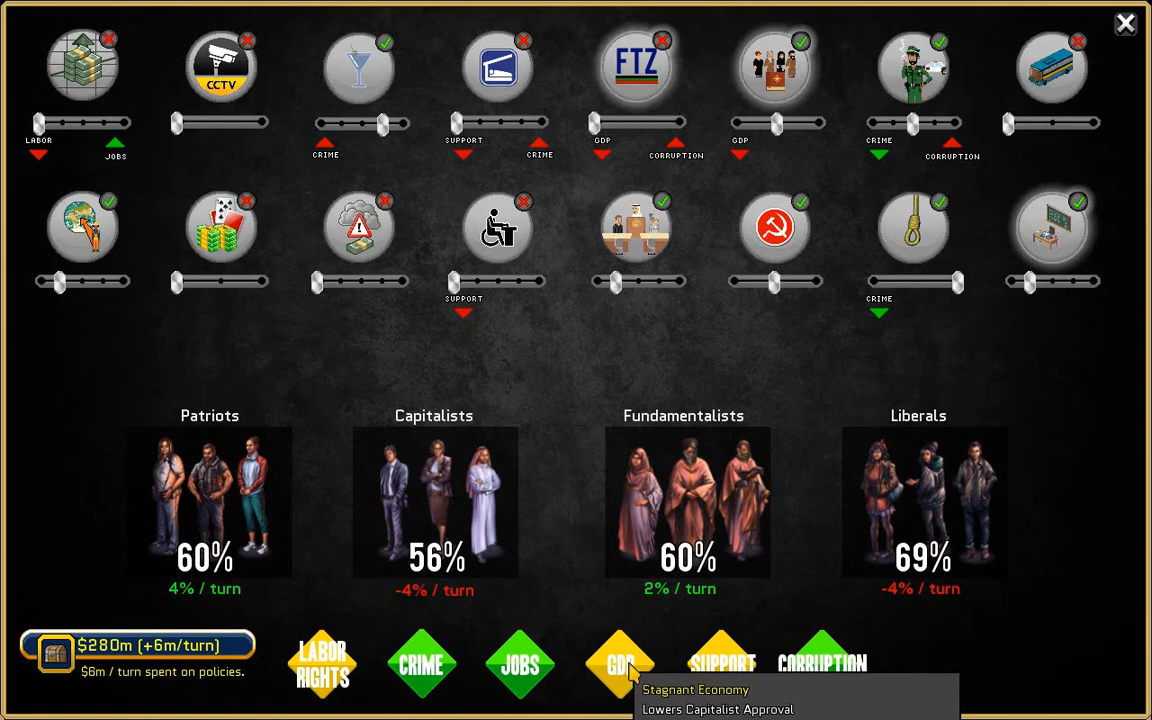 CCTV
FTZ
LABOR
JOBS
CRIME
SUPPORT
CRIME
GDP
CORRUPTION
GDP
CRIME
CORRUPTION
SUPPORT
CRIME
Patriots
Capitalists
Fundamentalists
Liberals
60%
56%
60%
69%
4% / turn
-4% / turn
2% / turn
-4% / turn
$280m (+6m/turn)
$6m / turn spent on policies.
LABOR
RIGHTS
CRIME
JOBS
GDP
SUPPORT
CORRUPTION
Stagnant Economy
Lowers Capitalist Approval